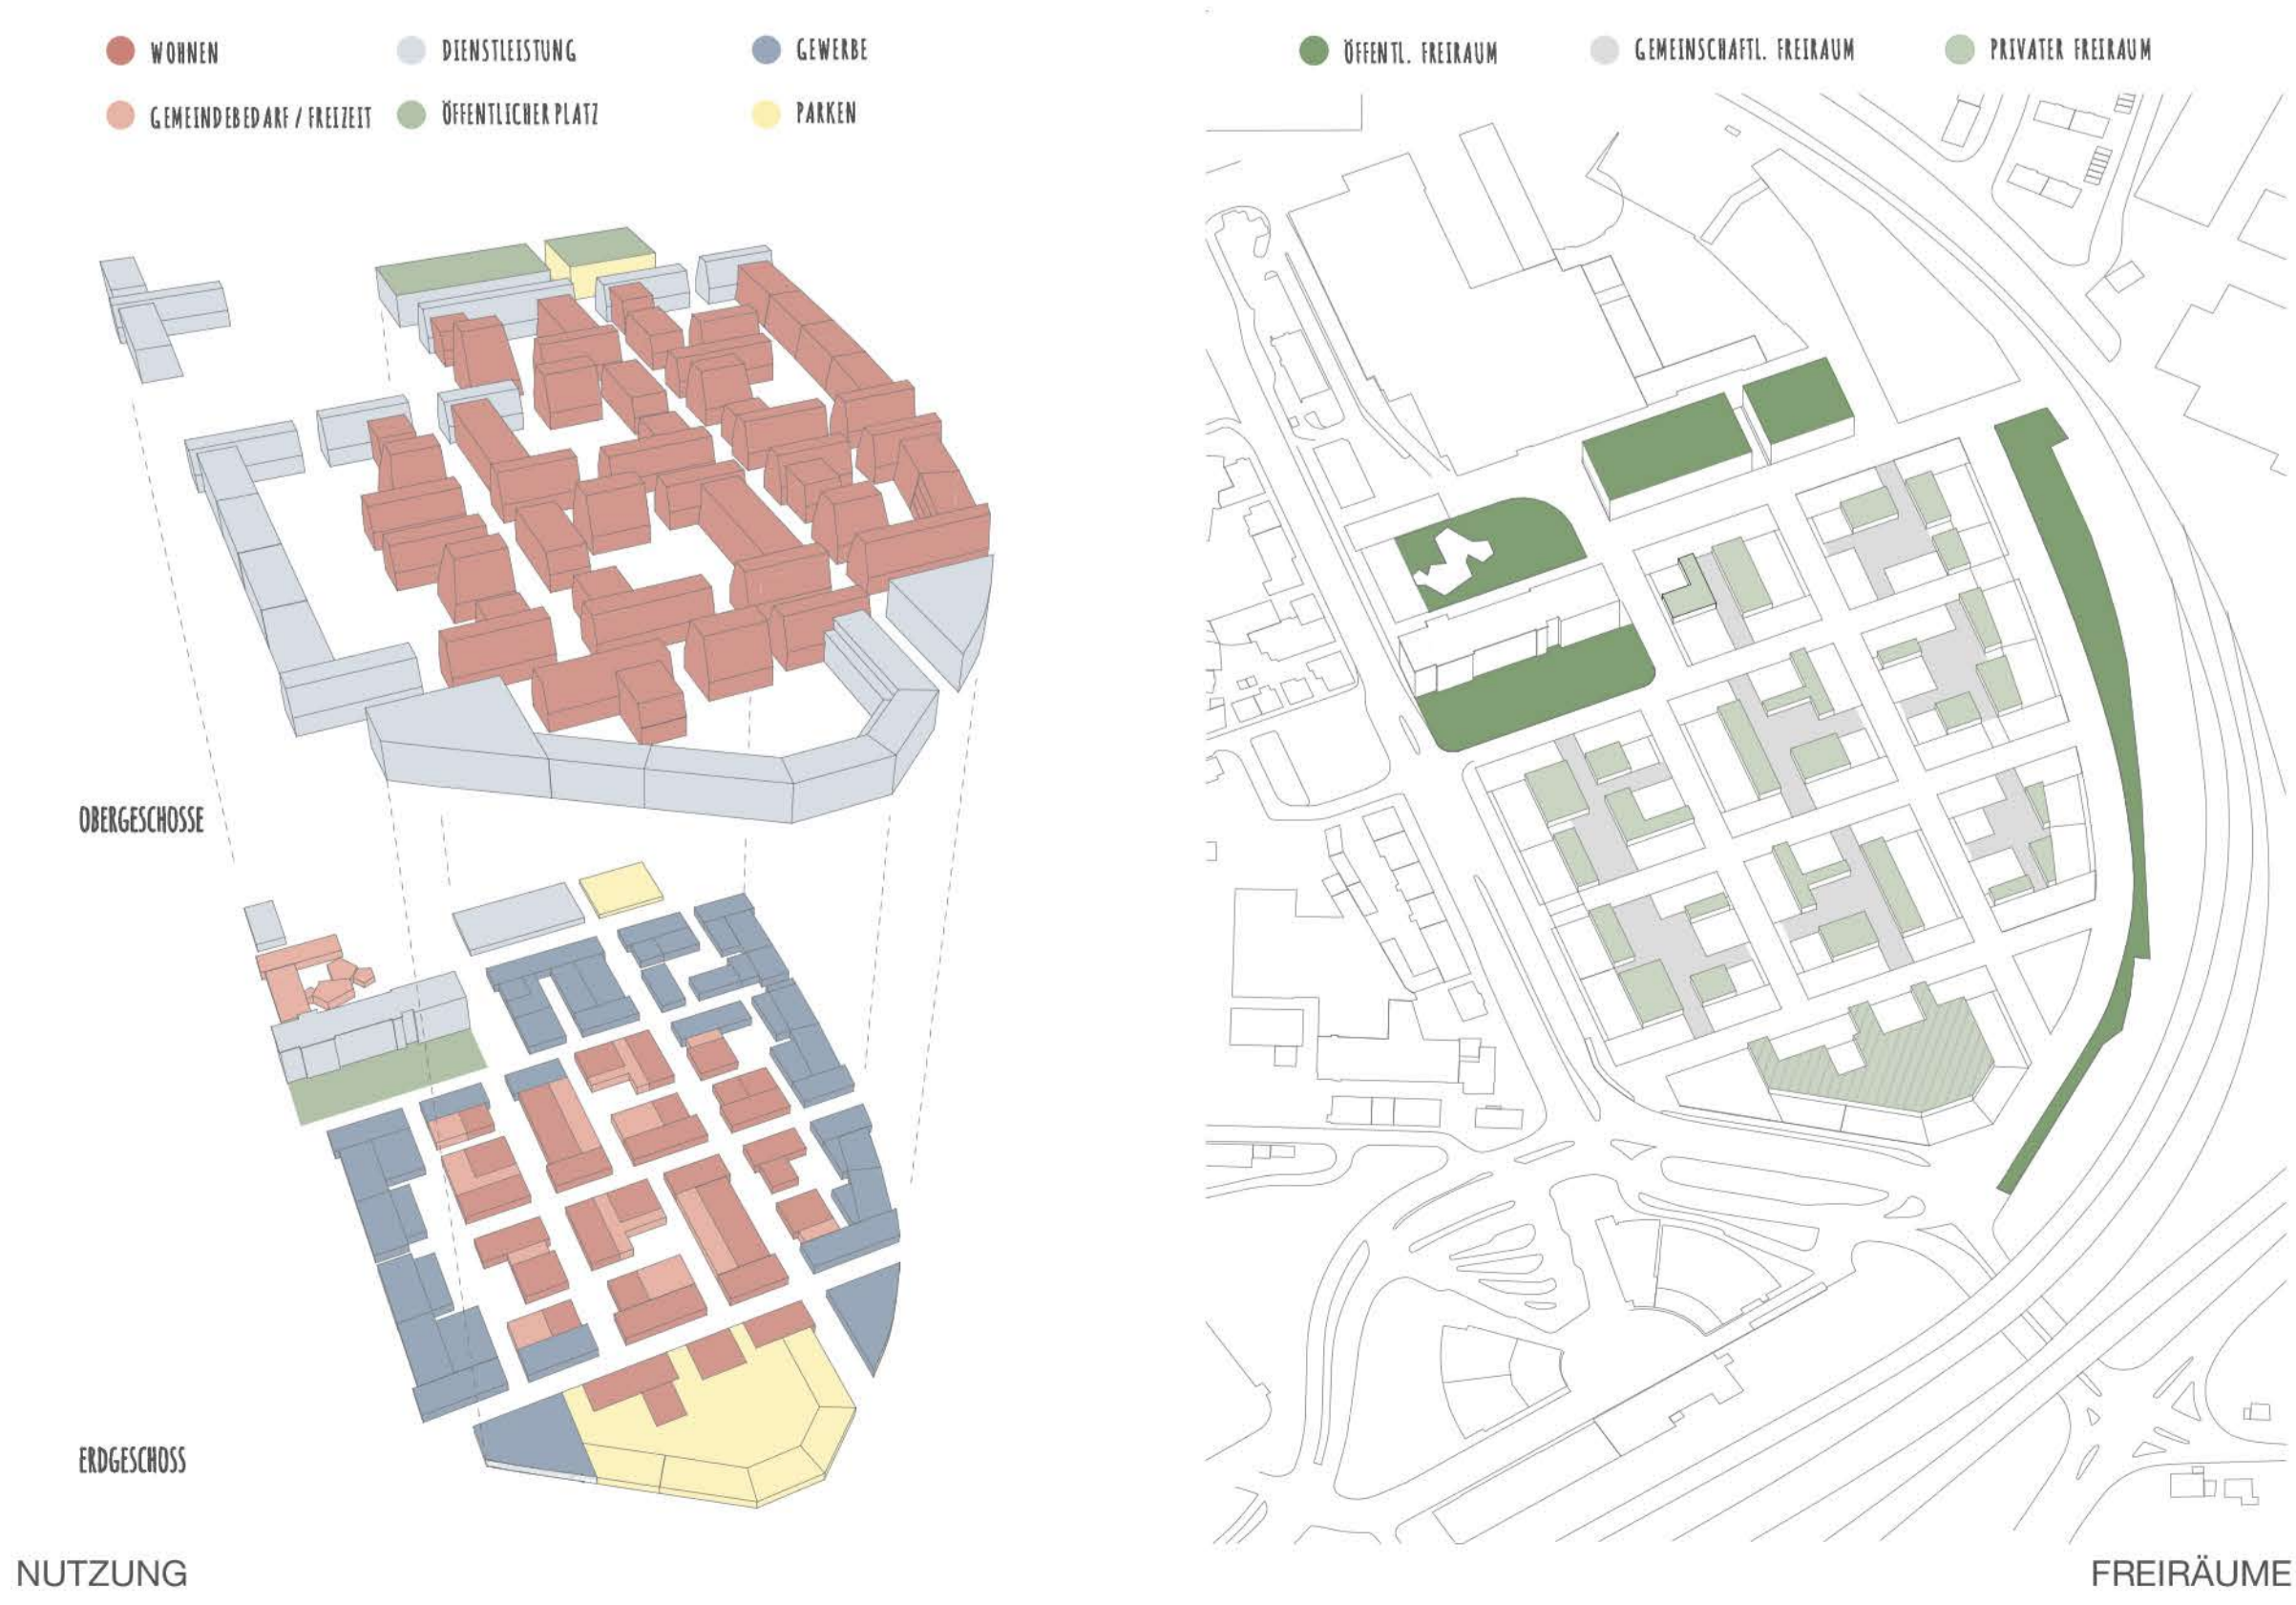 WOHNEN
DIENSTLEISTUNG
GEWERBE
GEMEINDEBEDARF / FREIZEIT
ÖFFENTLICHER PLATZ
PARKEN
OBERGESCHOSSE
ERDGESCHOSS
NUTZUNG
ÖFFENTL. FREIRAUM
GEMEINSCHAFTL. FREIRAUM
PRIVATER FREIRAUM
FREIRÄUME